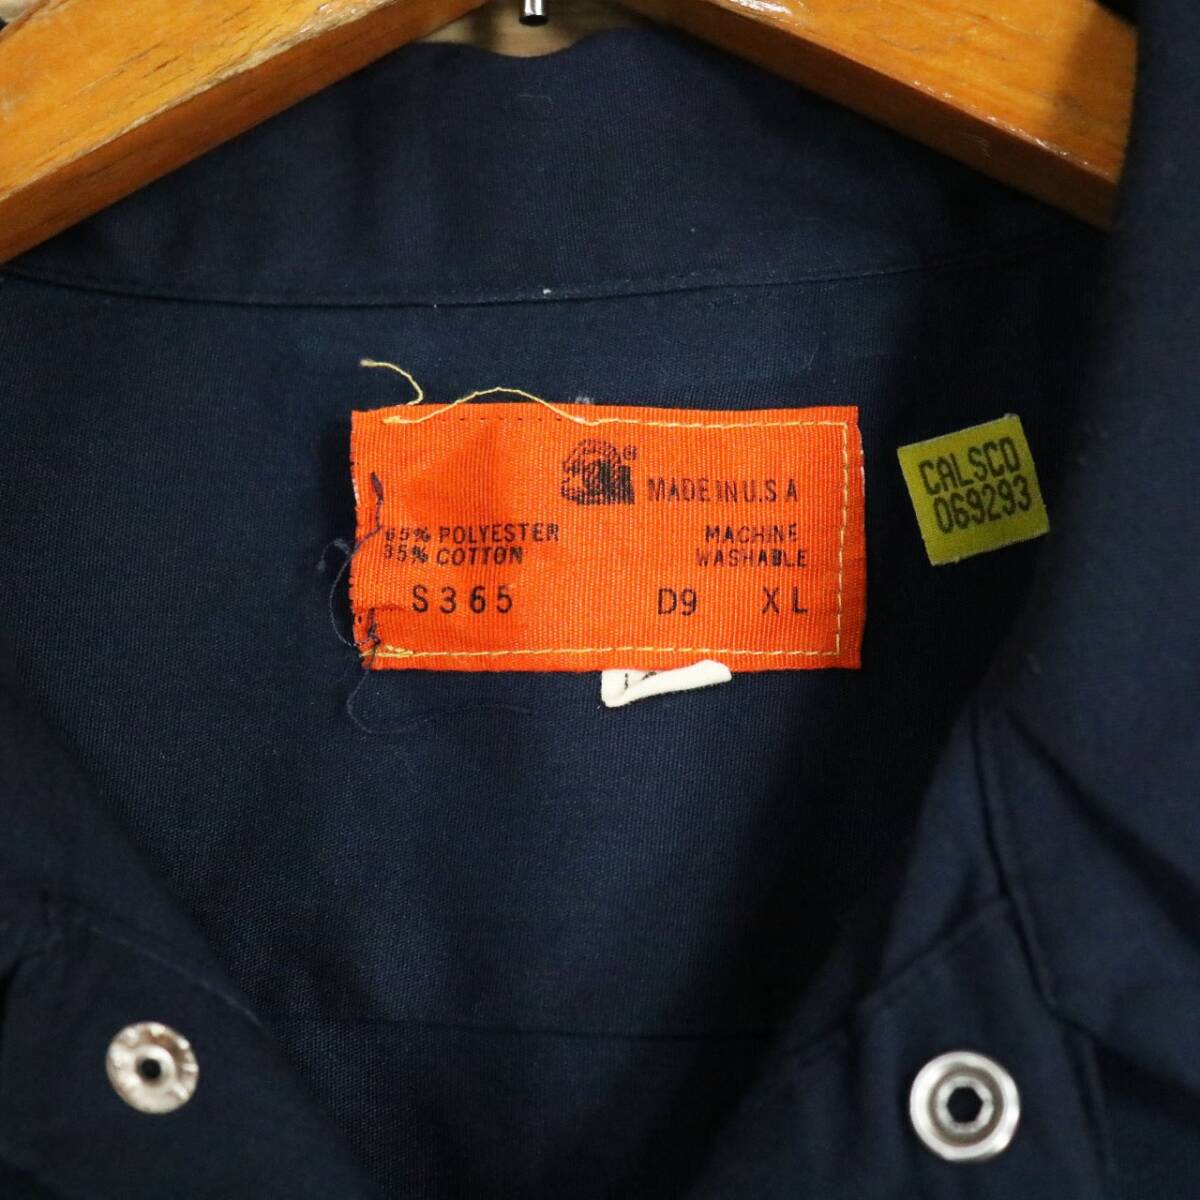 MADE IN U.S A
65% POLYESTER
35% COTTON
MACHINE
WASHABLE
S365 D9 XL
CALSCO
069293